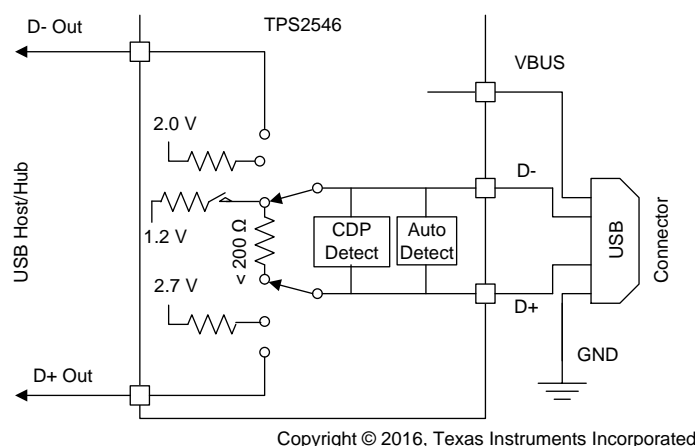 D- Out
TPS2546
VBUS
2.0 V
D-
1.2 V
< 200 Ω
CDP
Detect
Auto
Detect
USB Host/Hub
USB
Connector
2.7 V
D+
GND
D+ Out
Copyright © 2016, Texas Instruments Incorporated